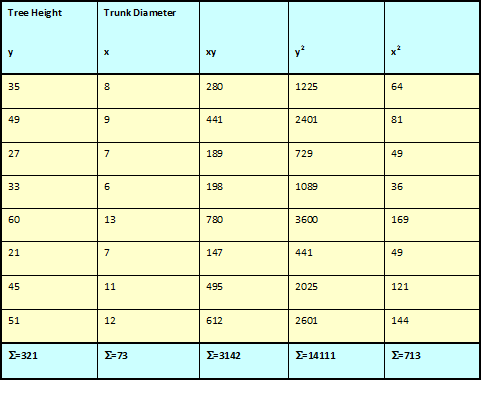 Tree Height Trunk Diameter
y x xy y² x²
35 8 280 1225 64
49 9 441 2401 81
27 7 189 729 49
33 6 198 1089 36
60 13 780 3600 169
21 7 147 441 49
45 11 495 2025 121
51 12 612 2601 144
Σ=321 Σ=73 Σ=3142 Σ=14111 Σ=713